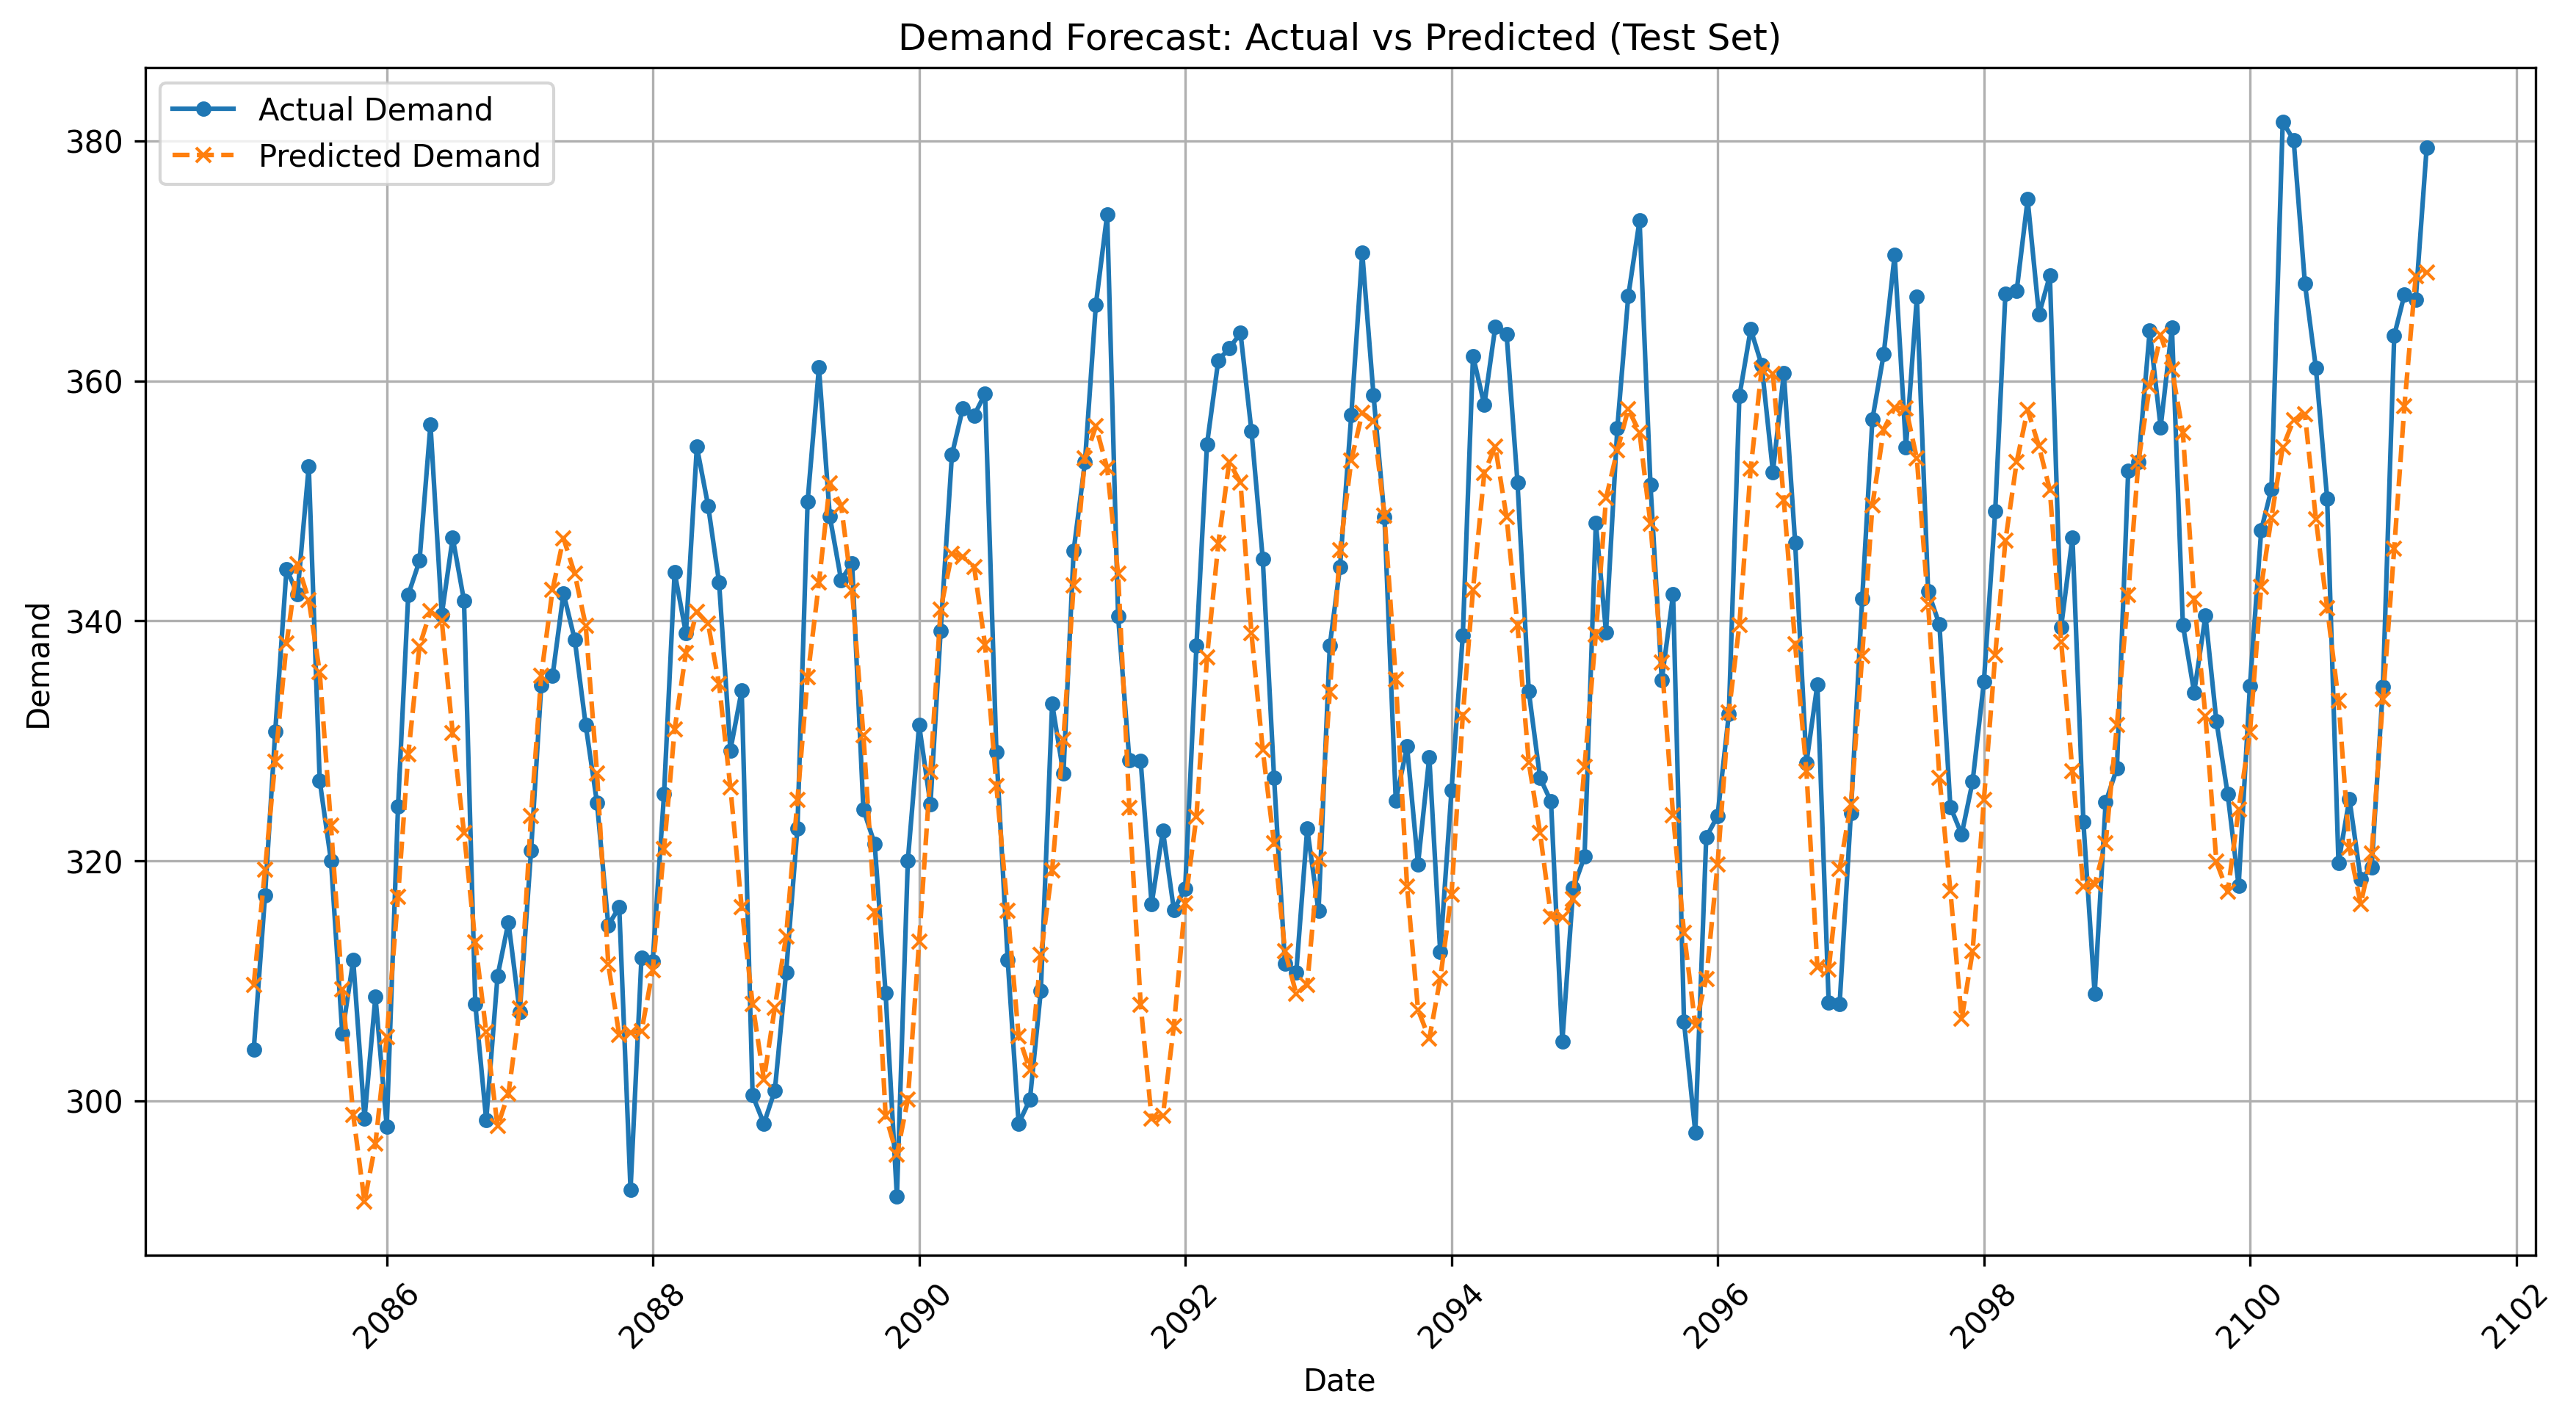 Demand Forecast: Actual vs Predicted (Test Set)
Actual Demand
Predicted Demand
Demand
380
360
340
320
300
2086
2088
2090
2092
2094
2096
2098
2100
2102
Date